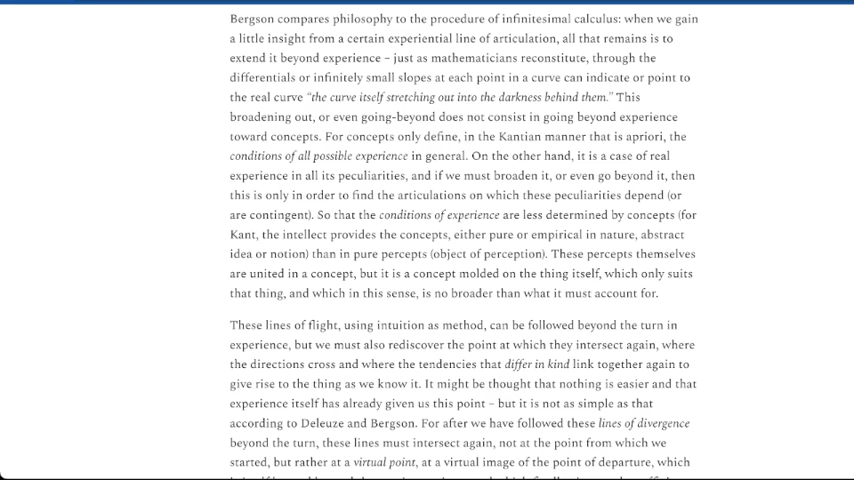 Bergson compares philosophy to the procedure of infinitesimal calculus: when we gain
a little insight from a certain experiential line of articulation, all that remains is to
extend it beyond experience – just as mathematicians reconstitute, through the
differentials or infinitely small slopes at each point in a curve can indicate or point to
the real curve “the curve itself stretching out into the darkness behind them.” This
broadening out, or even going-beyond does not consist in going beyond experience
toward concepts. For concepts only define, in the Kantian manner that is apriori, the
conditions of all possible experience in general. On the other hand, it is a case of real
experience in all its peculiarities, and if we must broaden it, or even go beyond it, then
this is only in order to find the articulations on which these peculiarities depend (or
are contingent). So that the conditions of experience are less determined by concepts (for
Kant, the intellect provides the concepts, either pure or empirical in nature, abstract
idea or notion) than in pure percepts (object of perception). These percepts themselves
are united in a concept, but it is a concept molded on the thing itself, which only suits
that thing, and which in this sense, is no broader than what it must account for.
These lines of flight, using intuition as method, can be followed beyond the turn in
experience, but we must also rediscover the point at which they intersect again, where
the directions cross and where the tendencies that differ in kind link together again to
give rise to the thing as we know it. It might be thought that nothing is easier and that
experience itself has already given us this point – but it is not as simple as that
according to Deleuze and Bergson. For after we have followed these lines of divergence
beyond the turn, these lines must intersect again, not at the point from which we
started, but rather at a virtual point, at a virtual image of the point of departure, which